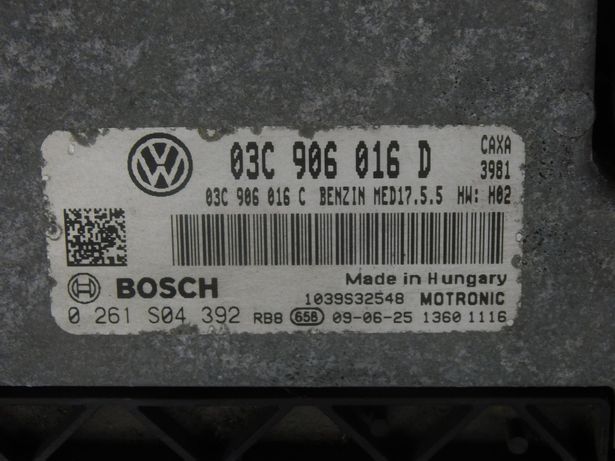 03C 906 016 D CAXA
3981
03C 906 016 C BENZIN MED17.5.5 HW: H02
Made in Hungary
BOSCH 1039S32548 MOTRONIC
0 261 S04 392 RB8 658 09-06-25 1360 1116